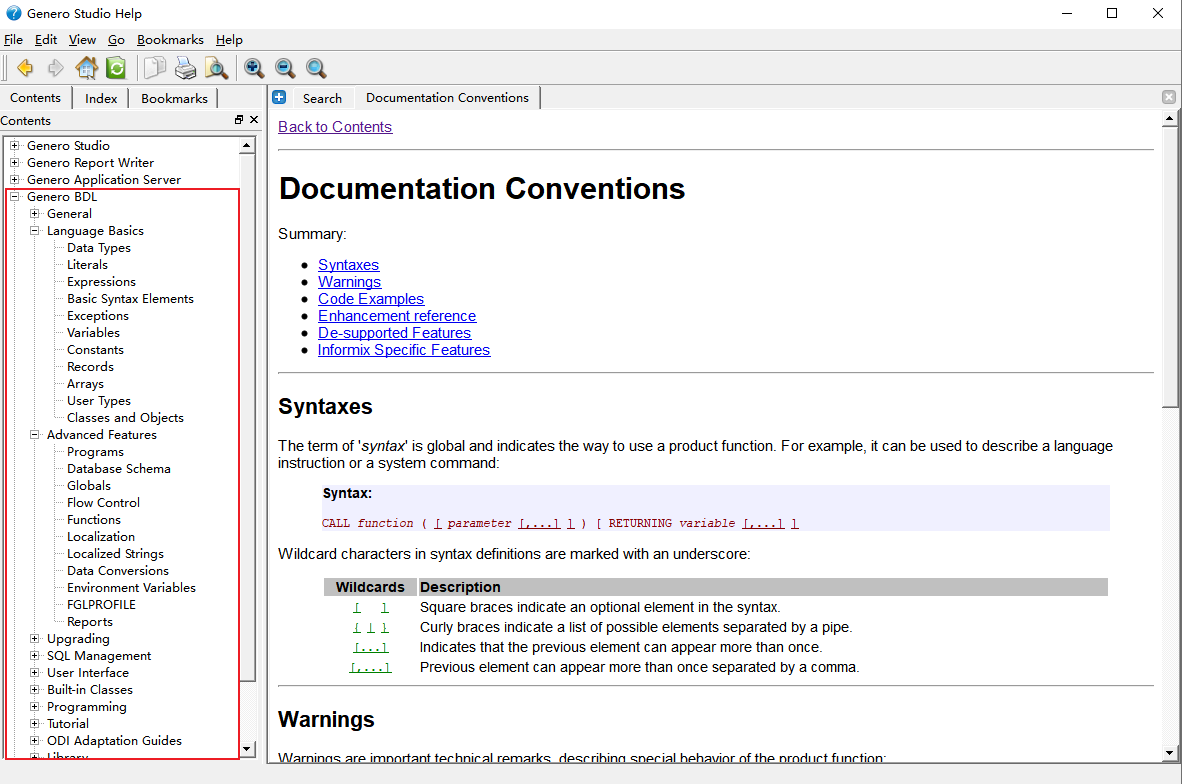 Genero Studio Help
File Edit View Go Bookmarks Help
Contents Index Bookmarks
Contents
Genero Studio
Genero Report Writer
Genero Application Server
Genero BDL
General
Language Basics
Data Types
Literals
Expressions
Basic Syntax Elements
Exceptions
Variables
Constants
Records
Arrays
User Types
Classes and Objects
Advanced Features
Programs
Database Schema
Globals
Flow Control
Functions
Localization
Localized Strings
Data Conversions
Environment Variables
FGLPROFILE
Reports
Upgrading
SQL Management
User Interface
Built-in Classes
Programming
Tutorial
ODI Adaptation Guides
Library
Search Documentation Conventions
Back to Contents
Documentation Conventions
Summary:
• Syntaxes
• Warnings
• Code Examples
• Enhancement reference
• De-supported Features
• Informix Specific Features
Syntaxes
The term of 'syntax' is global and indicates the way to use a product function. For example, it can be used to describe a language
instruction or a system command:
Syntax:
CALL function ( [ parameter [,...] ] ) [ RETURNING variable [,...] ]
Wildcard characters in syntax definitions are marked with an underscore:
Wildcards Description
[ ] Square braces indicate an optional element in the syntax.
{ | } Curly braces indicate a list of possible elements separated by a pipe.
[...] Indicates that the previous element can appear more than once.
[,...] Previous element can appear more than once separated by a comma.
Warnings
Warnings are important technical remarks, describing special behavior of the product function: